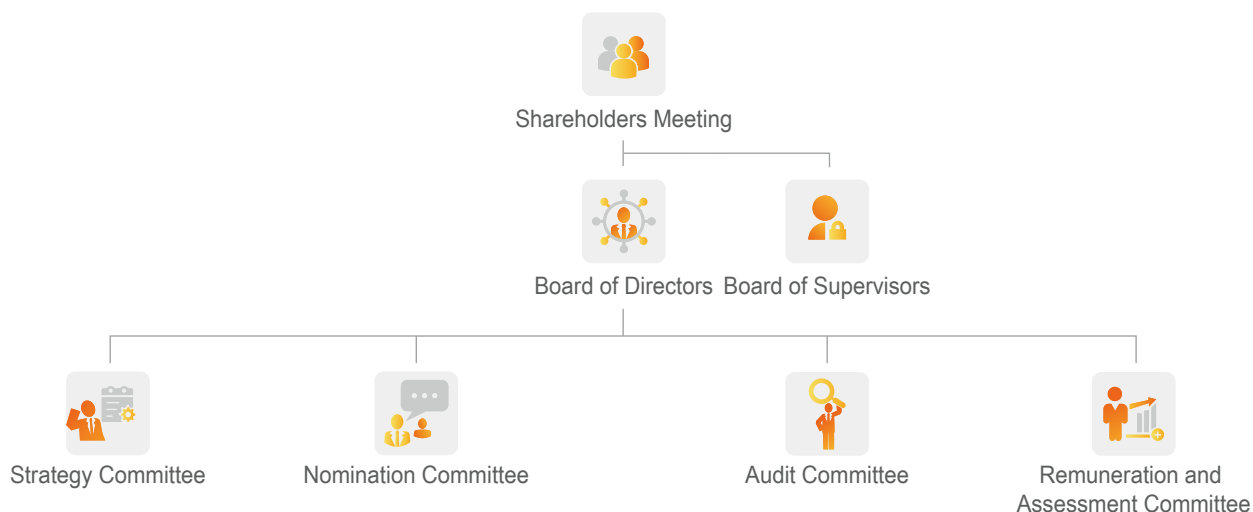 Shareholders Meeting
Board of Directors
Board of Supervisors
Strategy Committee
Nomination Committee
Audit Committee
Remuneration and
Assessment Committee